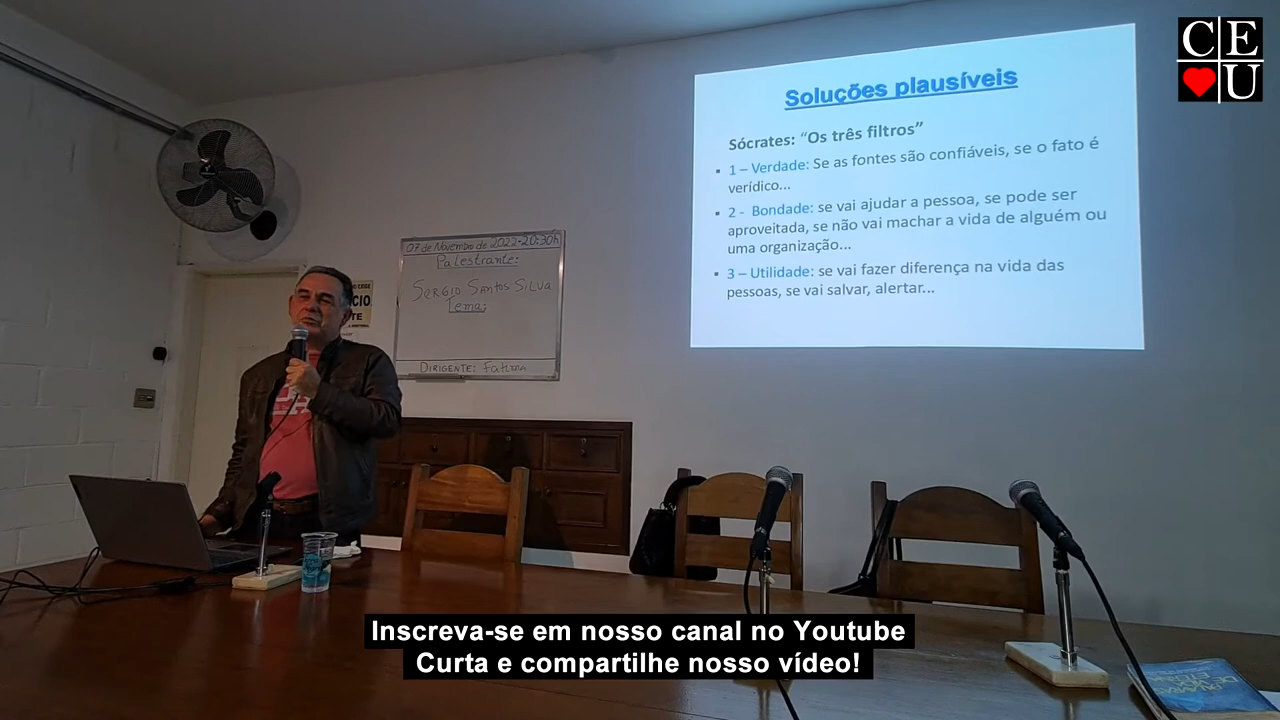 C E
U
Soluções plausíveis
Sócrates: “Os três filtros”
▪ 1 – Verdade: Se as fontes são confiáveis, se o fato é
verídico...
▪ 2 - Bondade: se vai ajudar a pessoa, se pode ser
aproveitada, se não vai machar a vida de alguém ou
uma organização...
▪ 3 – Utilidade: se vai fazer diferença na vida das
pessoas, se vai salvar, alertar...
07 de Novembro de 2022-20:30h
Palestrante:
SERGIO SANTOS SILVA
Tema:
DIRIGENTE: Fatima
CIO
TE
Inscreva-se em nosso canal no Youtube
Curta e compartilhe nosso vídeo!